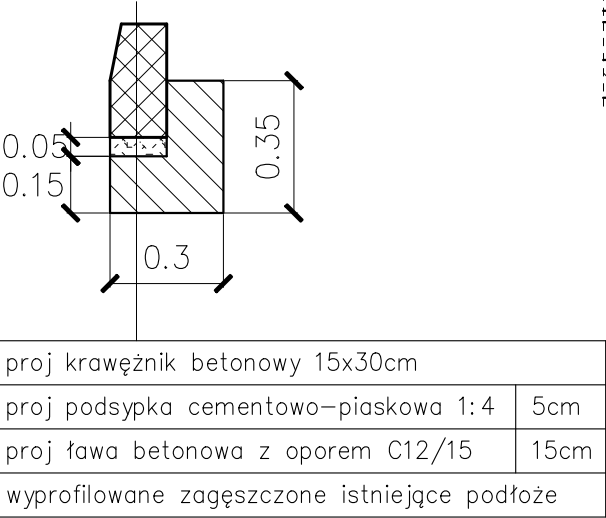 0.05
0.15
0.35
0.3
proj krawężnik betonowy 15x30cm
proj podsypka cementowo-piaskowa 1:4 5cm
proj ława betonowa z oporem C12/15 15cm
wyprofilowane zagęszczone istniejące podłoże